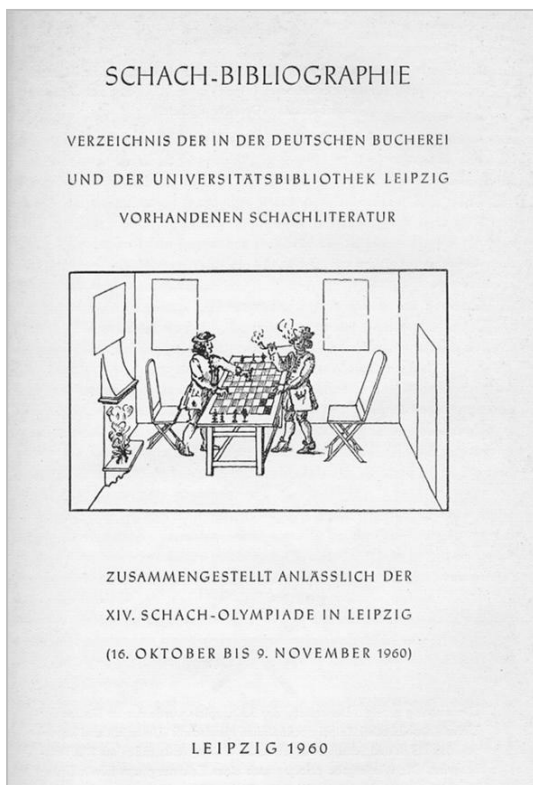 SCHACH-BIBLIOGRAPHIE
VERZEICHNIS DER IN DER DEUTSCHEN BÜCHEREI
UND DER UNIVERSITÄTSBIBLIOTHEK LEIPZIG
VORHANDENEN SCHACHLITERATUR
ZUSAMMENGESTELLT ANLÄSSLICH DER
XIV. SCHACH-OLYMPIADE IN LEIPZIG
(16. OKTOBER BIS 9. NOVEMBER 1960)
LEIPZIG 1960